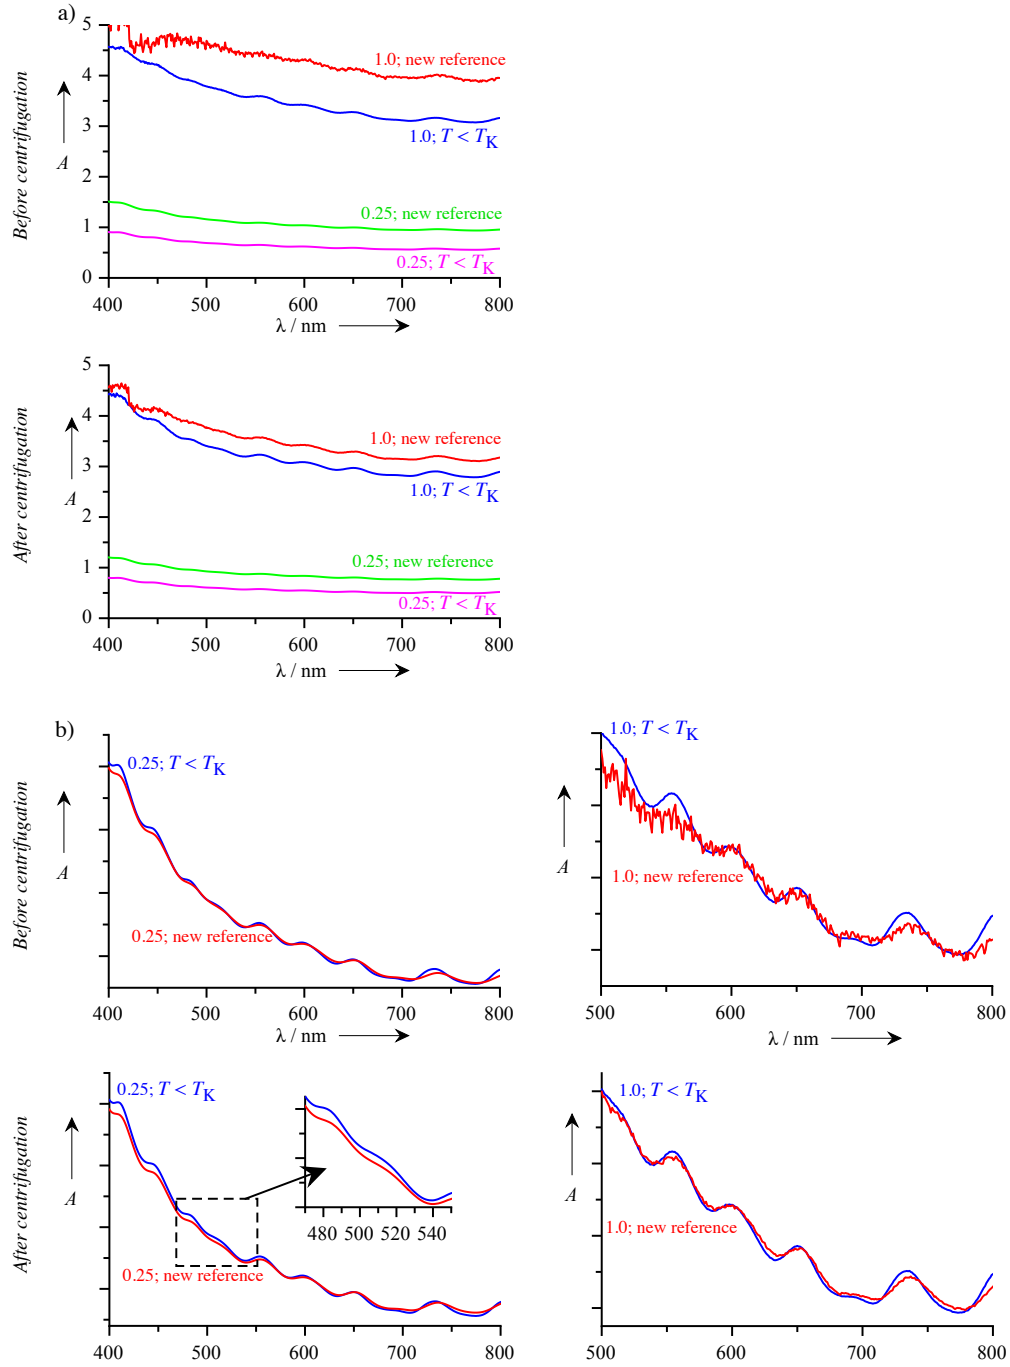 a)
Before centrifugation
A
5
4
3
2
1
0
1.0; new reference
1.0; T < TK
0.25; new reference
0.25; T < TK
400 500 600 700 800
λ / nm
After centrifugation
A
5
4
3
2
1
0
1.0; new reference
1.0; T < TK
0.25; new reference
0.25; T < TK
400 500 600 700 800
λ / nm
b)
Before centrifugation
A
0.25; T < TK
0.25; new reference
400 500 600 700 800
λ / nm
A
1.0; T < TK
1.0; new reference
500 600 700 800
λ / nm
After centrifugation
A
0.25; T < TK
480 500 520 540
0.25; new reference
400 500 600 700 800
λ / nm
A
1.0; T < TK
1.0; new reference
500 600 700 800
λ / nm